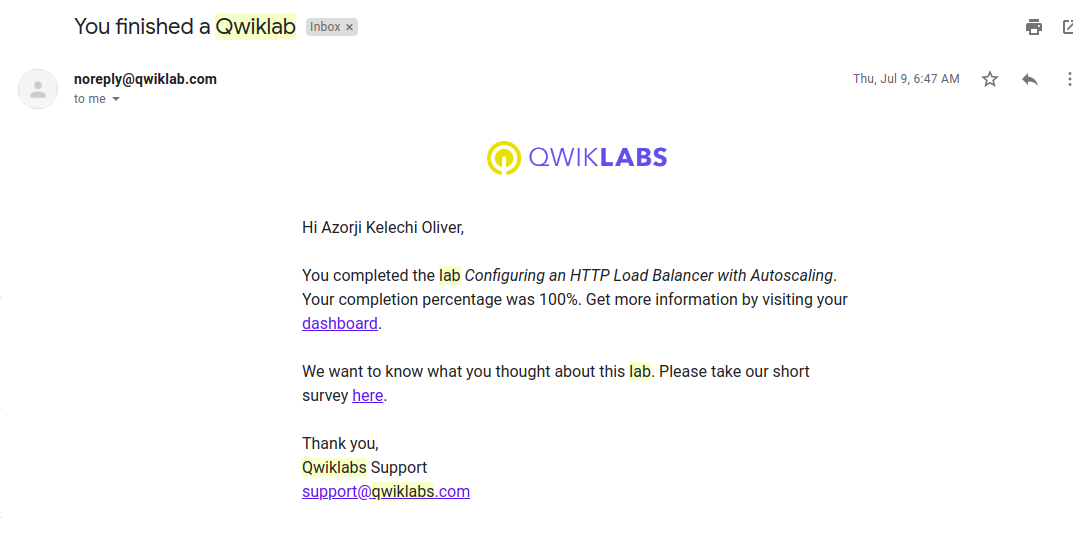 You finished a Qwiklab Inbox ×
noreply@qwiklab.com Thu, Jul 9, 6:47 AM
to me
QWIKLABS
Hi Azorji Kelechi Oliver,
You completed the lab Configuring an HTTP Load Balancer with Autoscaling.
Your completion percentage was 100%. Get more information by visiting your
dashboard.
We want to know what you thought about this lab. Please take our short
survey here.
Thank you,
Qwiklabs Support
support@qwiklabs.com